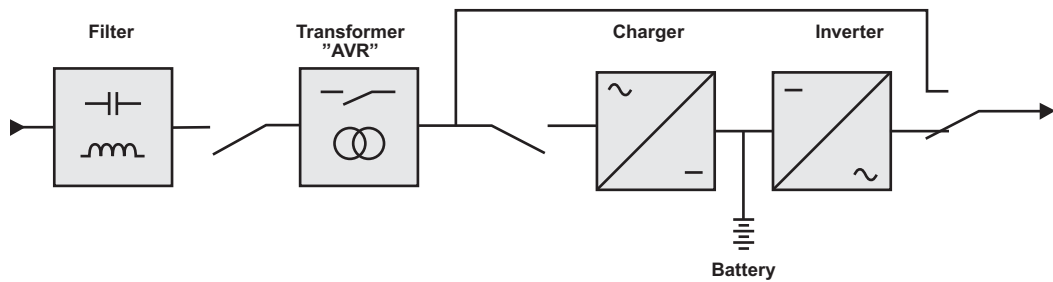 Filter
Transformer
”AVR”
Charger
Inverter
Battery